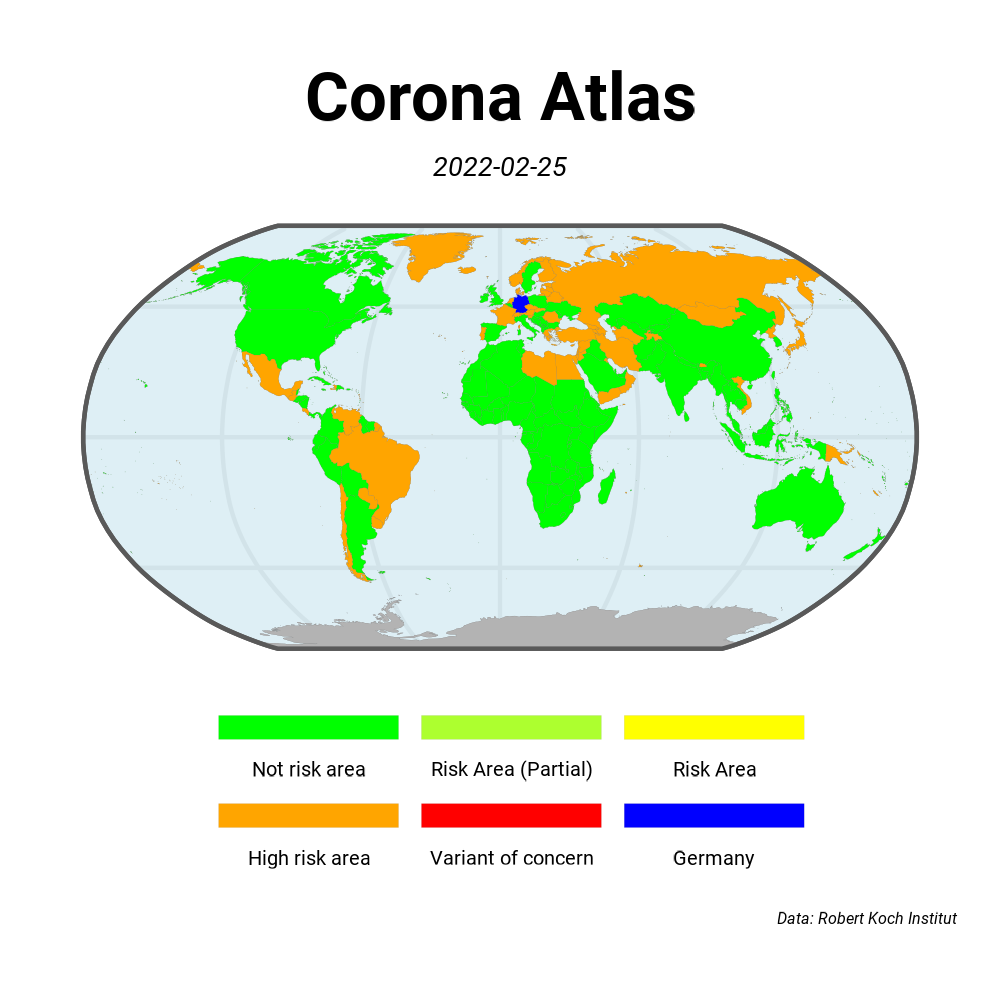 Corona Atlas
2022-02-25
Not risk area
Risk Area (Partial)
Risk Area
High risk area
Variant of concern
Germany
Data: Robert Koch Institut